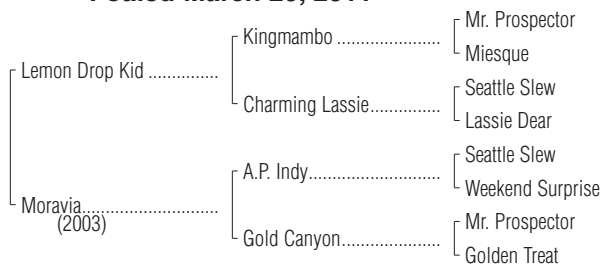 Mr. Prospector
Kingmambo
Miesque
Lemon Drop Kid
Seattle Slew
Charming Lassie
Lassie Dear
Seattle Slew
A.P. Indy
Weekend Surprise
Moravia
(2003)
Mr. Prospector
Gold Canyon
Golden Treat